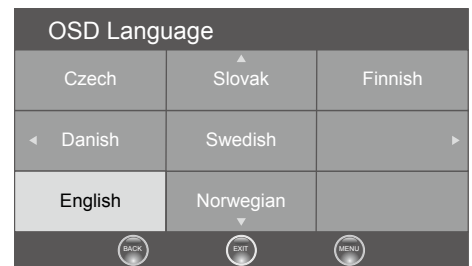 OSD Language
Czech Slovak Finnish
Danish Swedish
English Norwegian
BACK EXIT MENU